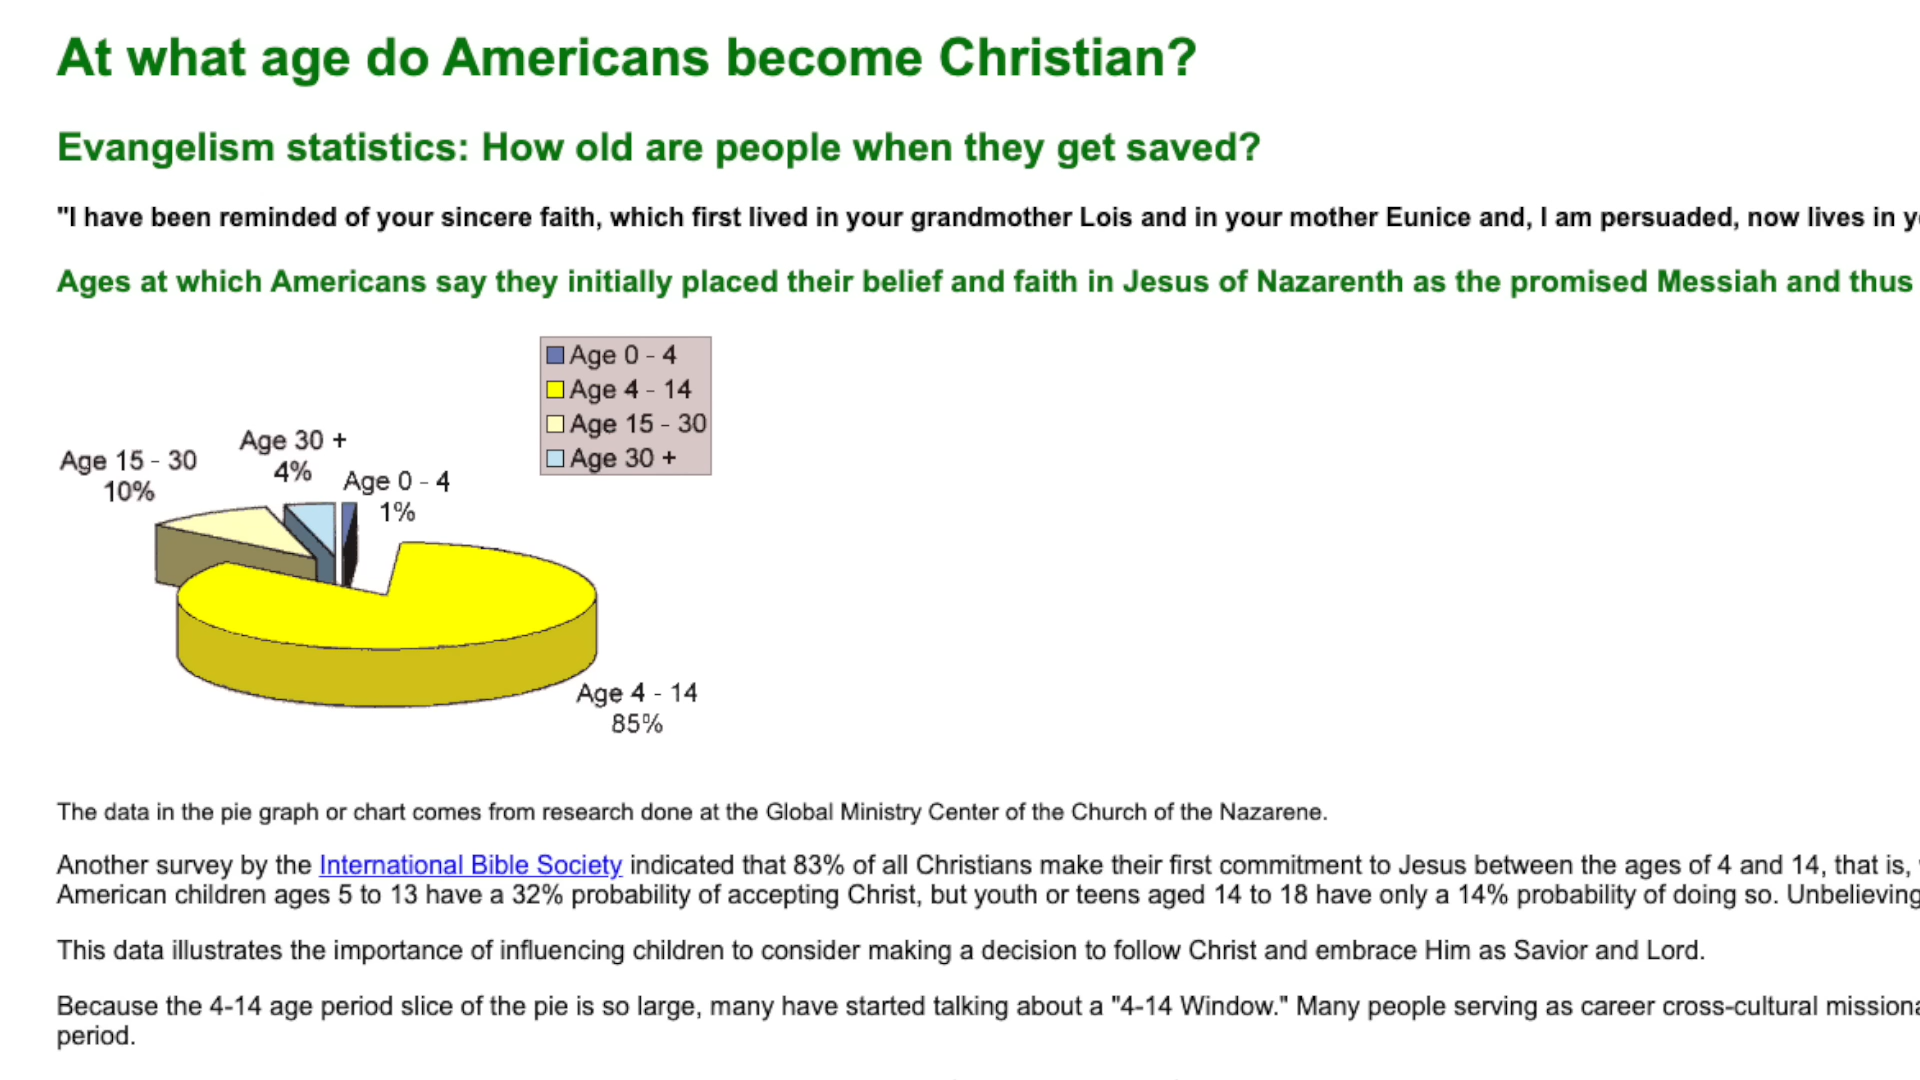 At what age do Americans become Christian?
Evangelism statistics: How old are people when they get saved?
"I have been reminded of your sincere faith, which first lived in your grandmother Lois and in your mother Eunice and, I am persuaded, now lives in
Ages at which Americans say they initially placed their belief and faith in Jesus of Nazarenth as the promised Messiah and thus
Age 0 - 4
Age 4 - 14
Age 15 - 30
Age 30 +
Age 30 +
4%
Age 15 - 30
10%
Age 0 - 4
1%
Age 4 - 14
85%
The data in the pie graph or chart comes from research done at the Global Ministry Center of the Church of the Nazarene.
Another survey by the International Bible Society indicated that 83% of all Christians make their first commitment to Jesus between the ages of 4 and 14, that is,
American children ages 5 to 13 have a 32% probability of accepting Christ, but youth or teens aged 14 to 18 have only a 14% probability of doing so. Unbelieving
This data illustrates the importance of influencing children to consider making a decision to follow Christ and embrace Him as Savior and Lord.
Because the 4-14 age period slice of the pie is so large, many have started talking about a "4-14 Window." Many people serving as career cross-cultural
period.